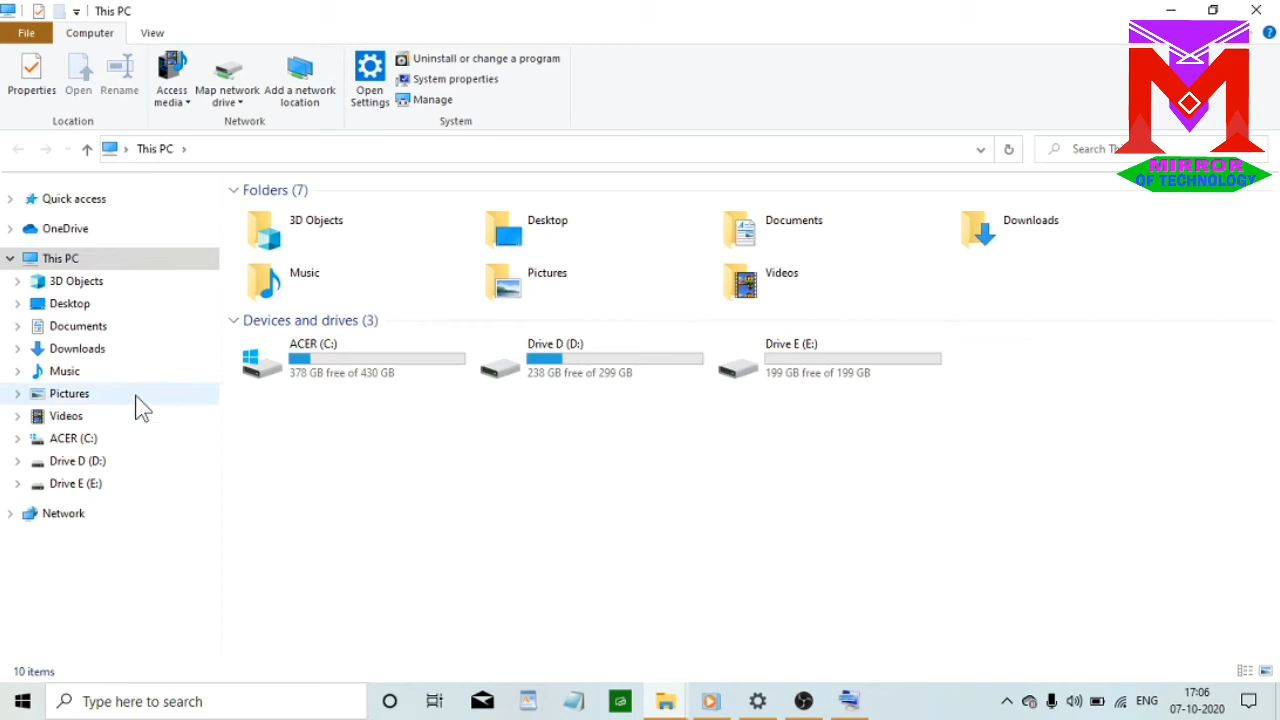 This PC
File Computer View
Properties Open Rename Access media Map network drive Add a network location Open Settings Uninstall or change a program
System properties
Manage
Location Network System
This PC
MIRROR
OF TECHNOLOGY
Quick access
OneDrive
This PC
3D Objects
Desktop
Documents
Downloads
Music
Pictures
Videos
ACER (C:)
Drive D (D:)
Drive E (E:)
Network
Folders (7)
3D Objects Desktop Documents Downloads
Music Pictures Videos
Devices and drives (3)
ACER (C:) Drive D (D:) Drive E (E:)
378 GB free of 430 GB 238 GB free of 299 GB 199 GB free of 199 GB
10 items
Type here to search
ENG
17:06
07-10-2020